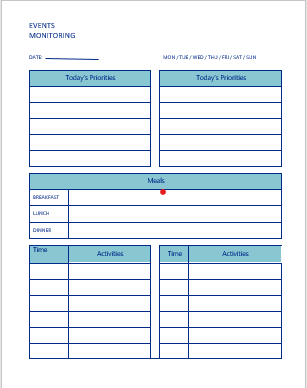 EVENTS
MONITORING
DATE MON / TUE / WED / THU / FRI / SAT / SUN
Today's Priorities Today's Priorities
Meals
BREAKFAST
LUNCH
DINNER
Time Activities Time Activities